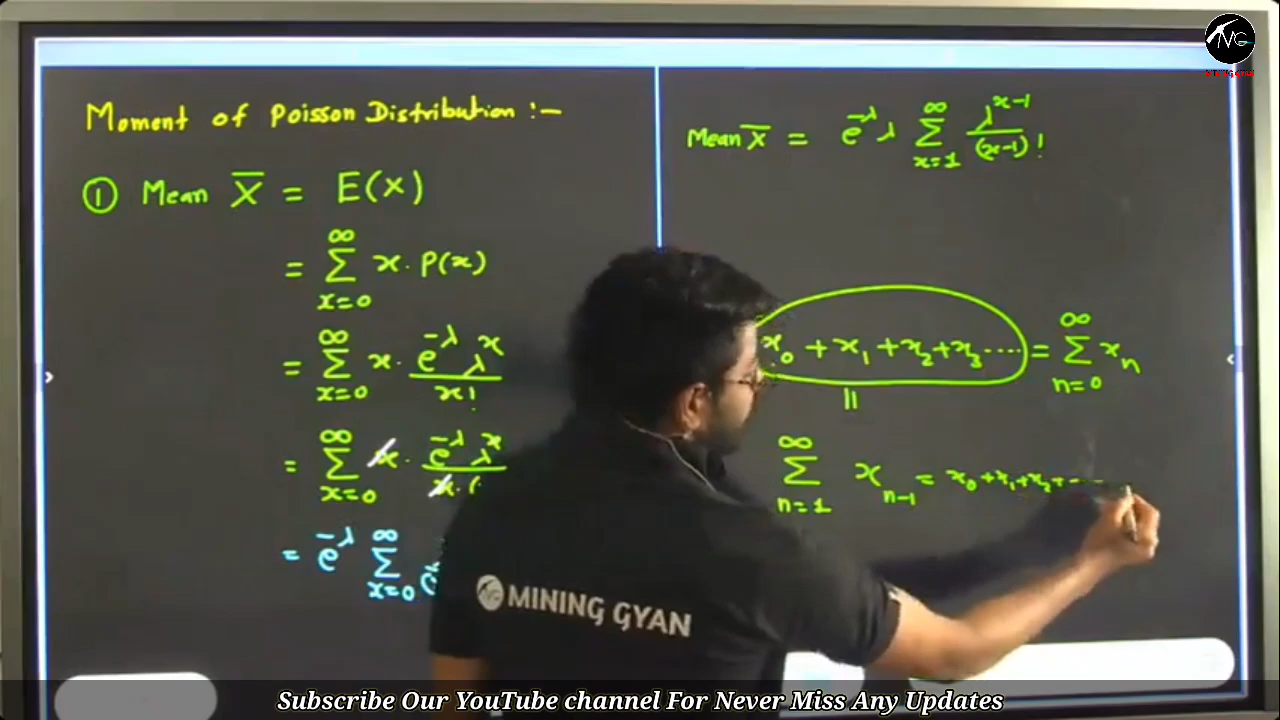 Moment of Poisson Distribution :-
① Mean X̅ = E(x)
= ∑_{x=0}^{∞} x · P(x)
= ∑_{x=0}^{∞} x · e^{-λ} λ^x / x!
= ∑_{x=0}^{∞} x · e^{-λ} λ^x / x · (
= e^{-λ} ∑_{x=0}^{∞}
Mean X̅ = e^{-λ} λ ∑_{x=1}^{∞} λ^{x-1} / (x-1)!
x₀ + x₁ + x₂ + x₃ ..... = ∑_{n=0}^{∞} x_n
||
∑_{n=1}^{∞} x_{n-1} = x₀ + x₁ + x₂ + ....
MG
MINING GYAN
Subscribe Our YouTube channel For Never Miss Any Updates